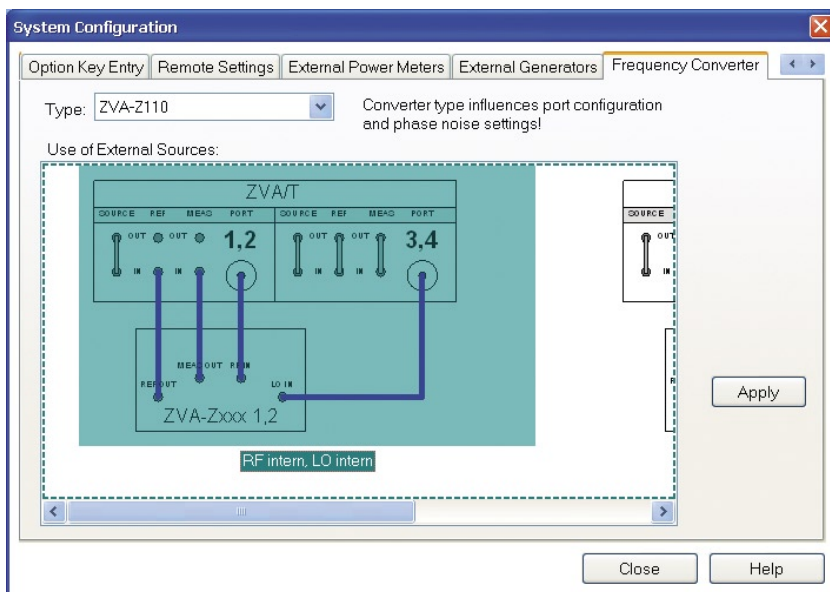 System Configuration
Option Key Entry Remote Settings External Power Meters External Generators Frequency Converter
Type: ZVA-Z110
Converter type influences port configuration
and phase noise settings!
Use of External Sources:
ZVA/T
SOURCE REF MEAS PORT SOURCE REF MEAS PORT
OUT OUT 1,2 OUT OUT 3,4
IN IN IN IN
MEAS OUT RF IN
REF OUT LO IN
ZVA-Zxxx 1,2
RF intern, LO intern
SOURCE
IN
Apply
Close Help